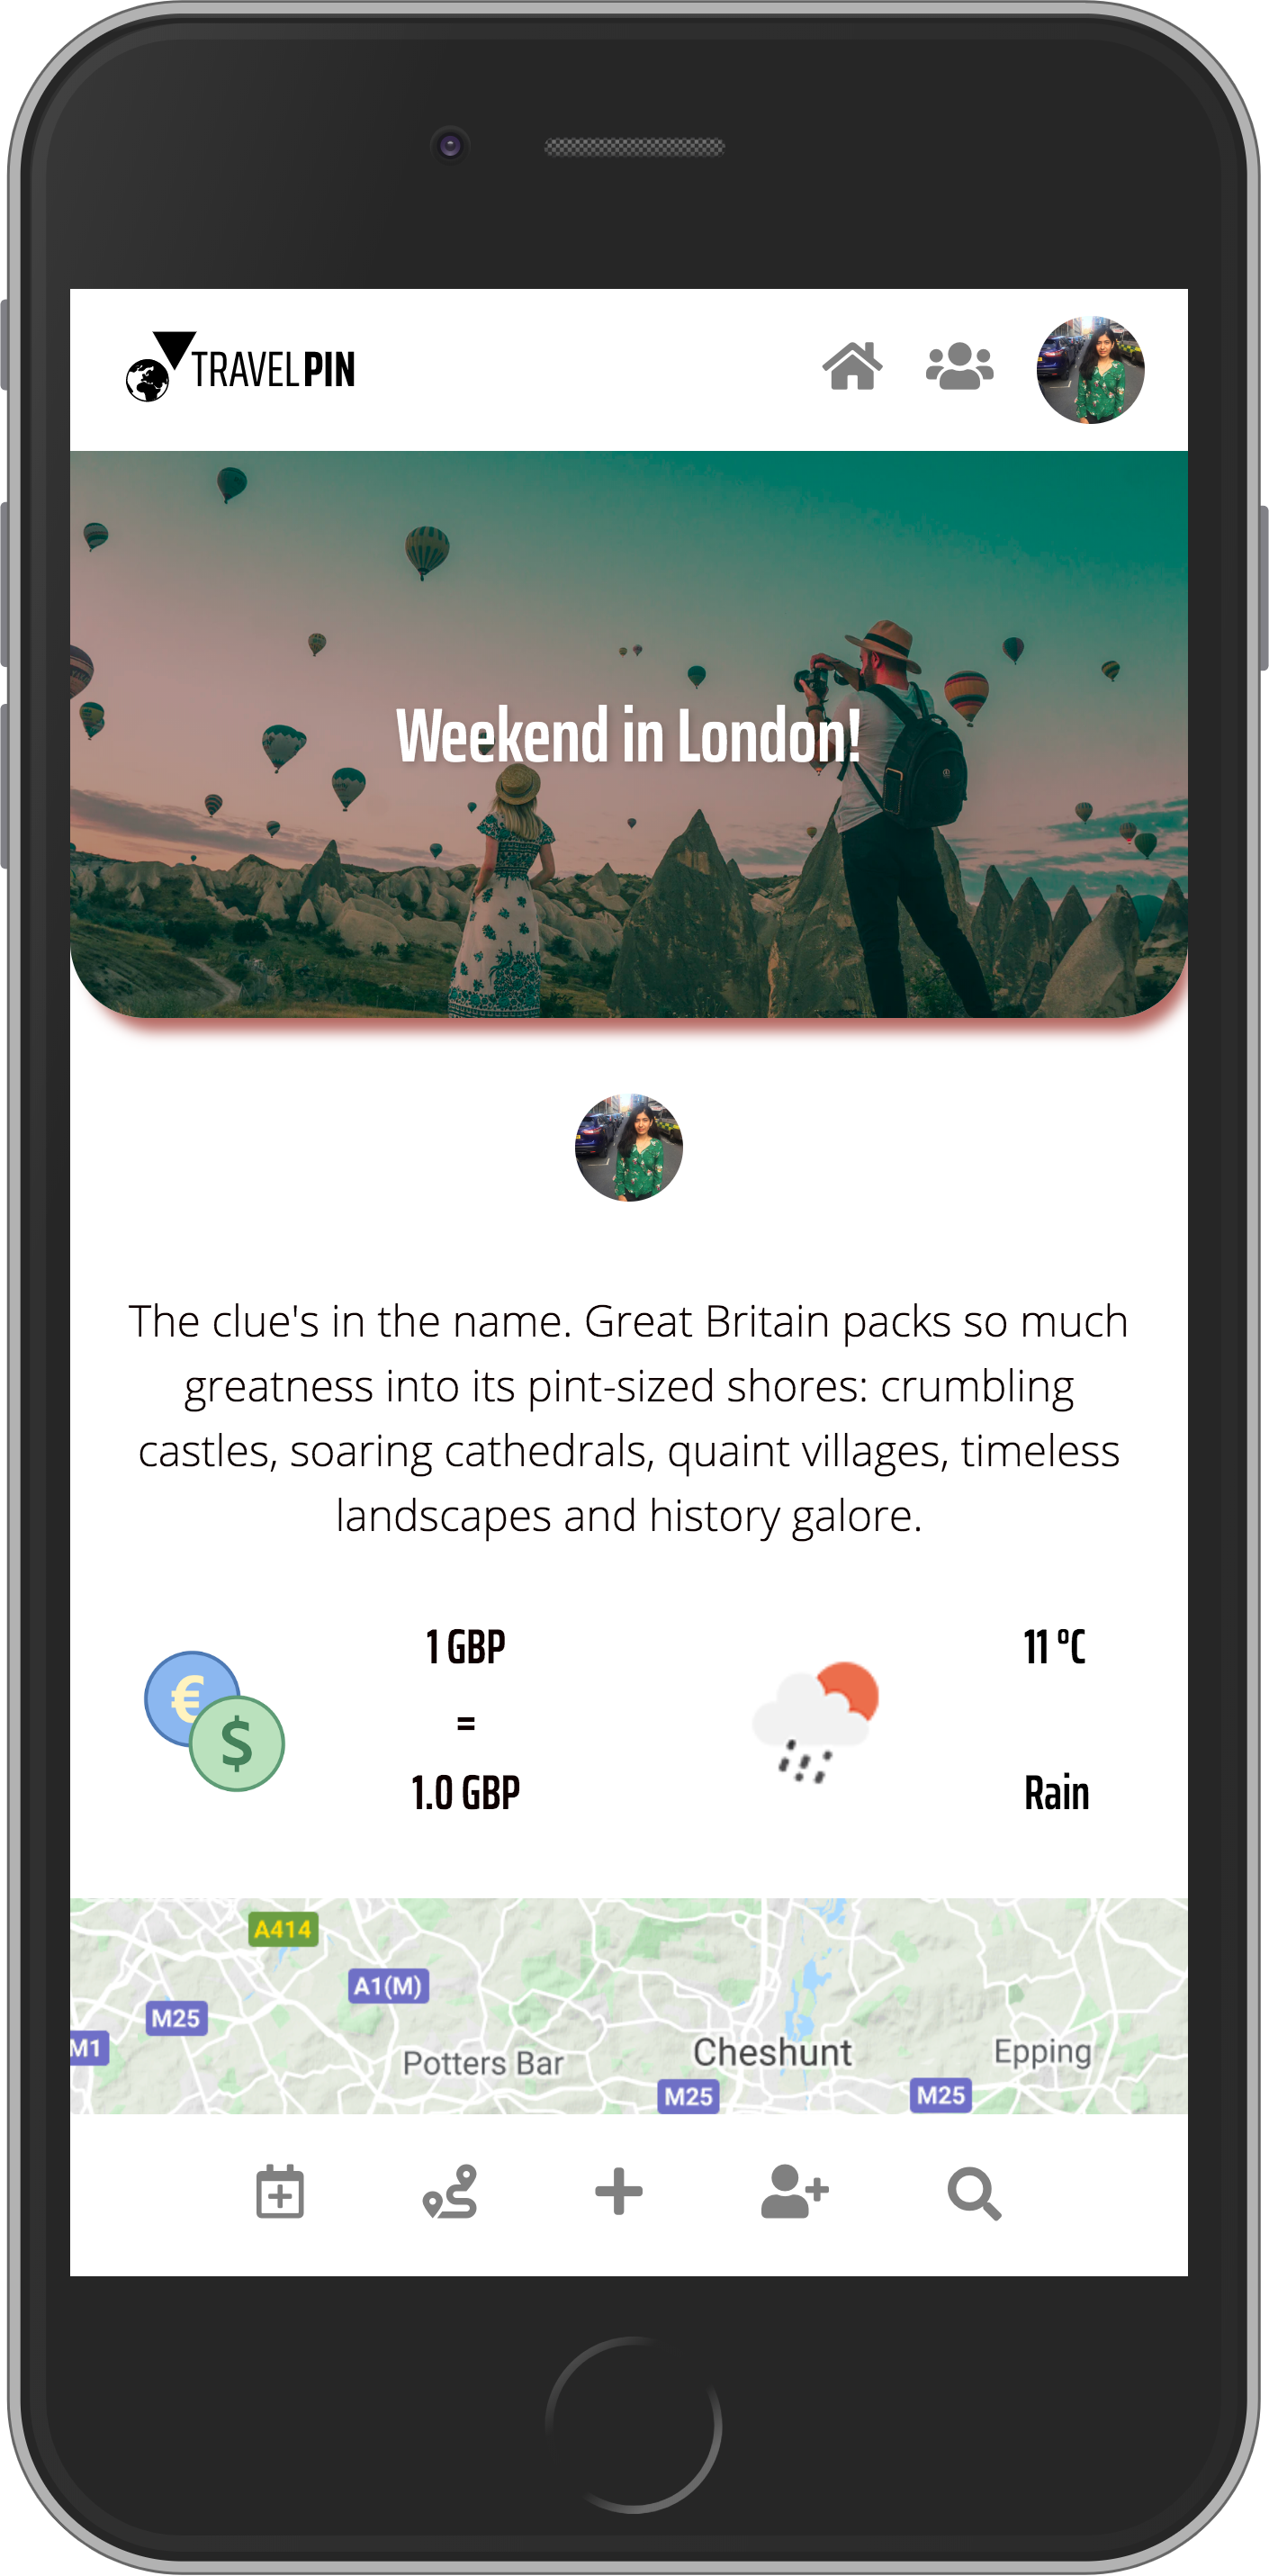 TRAVELPIN
Weekend in London!
The clue's in the name. Great Britain packs so much
greatness into its pint-sized shores: crumbling
castles, soaring cathedrals, quaint villages, timeless
landscapes and history galore.
€
$
1 GBP
=
1.0 GBP
11 °C
Rain
A414
A1(M)
M25
M1
Potters Bar
Cheshunt
Epping
M25
M25